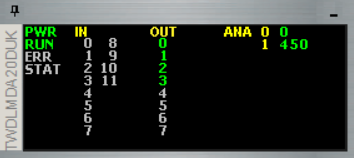 PWR IN OUT ANA 0 0
RUN 0 8 0 1 450
ERR 1 9 1
STAT 2 10 2
3 11 3
4 4
5 5
6 6
7 7
TWDLMDA20DUK